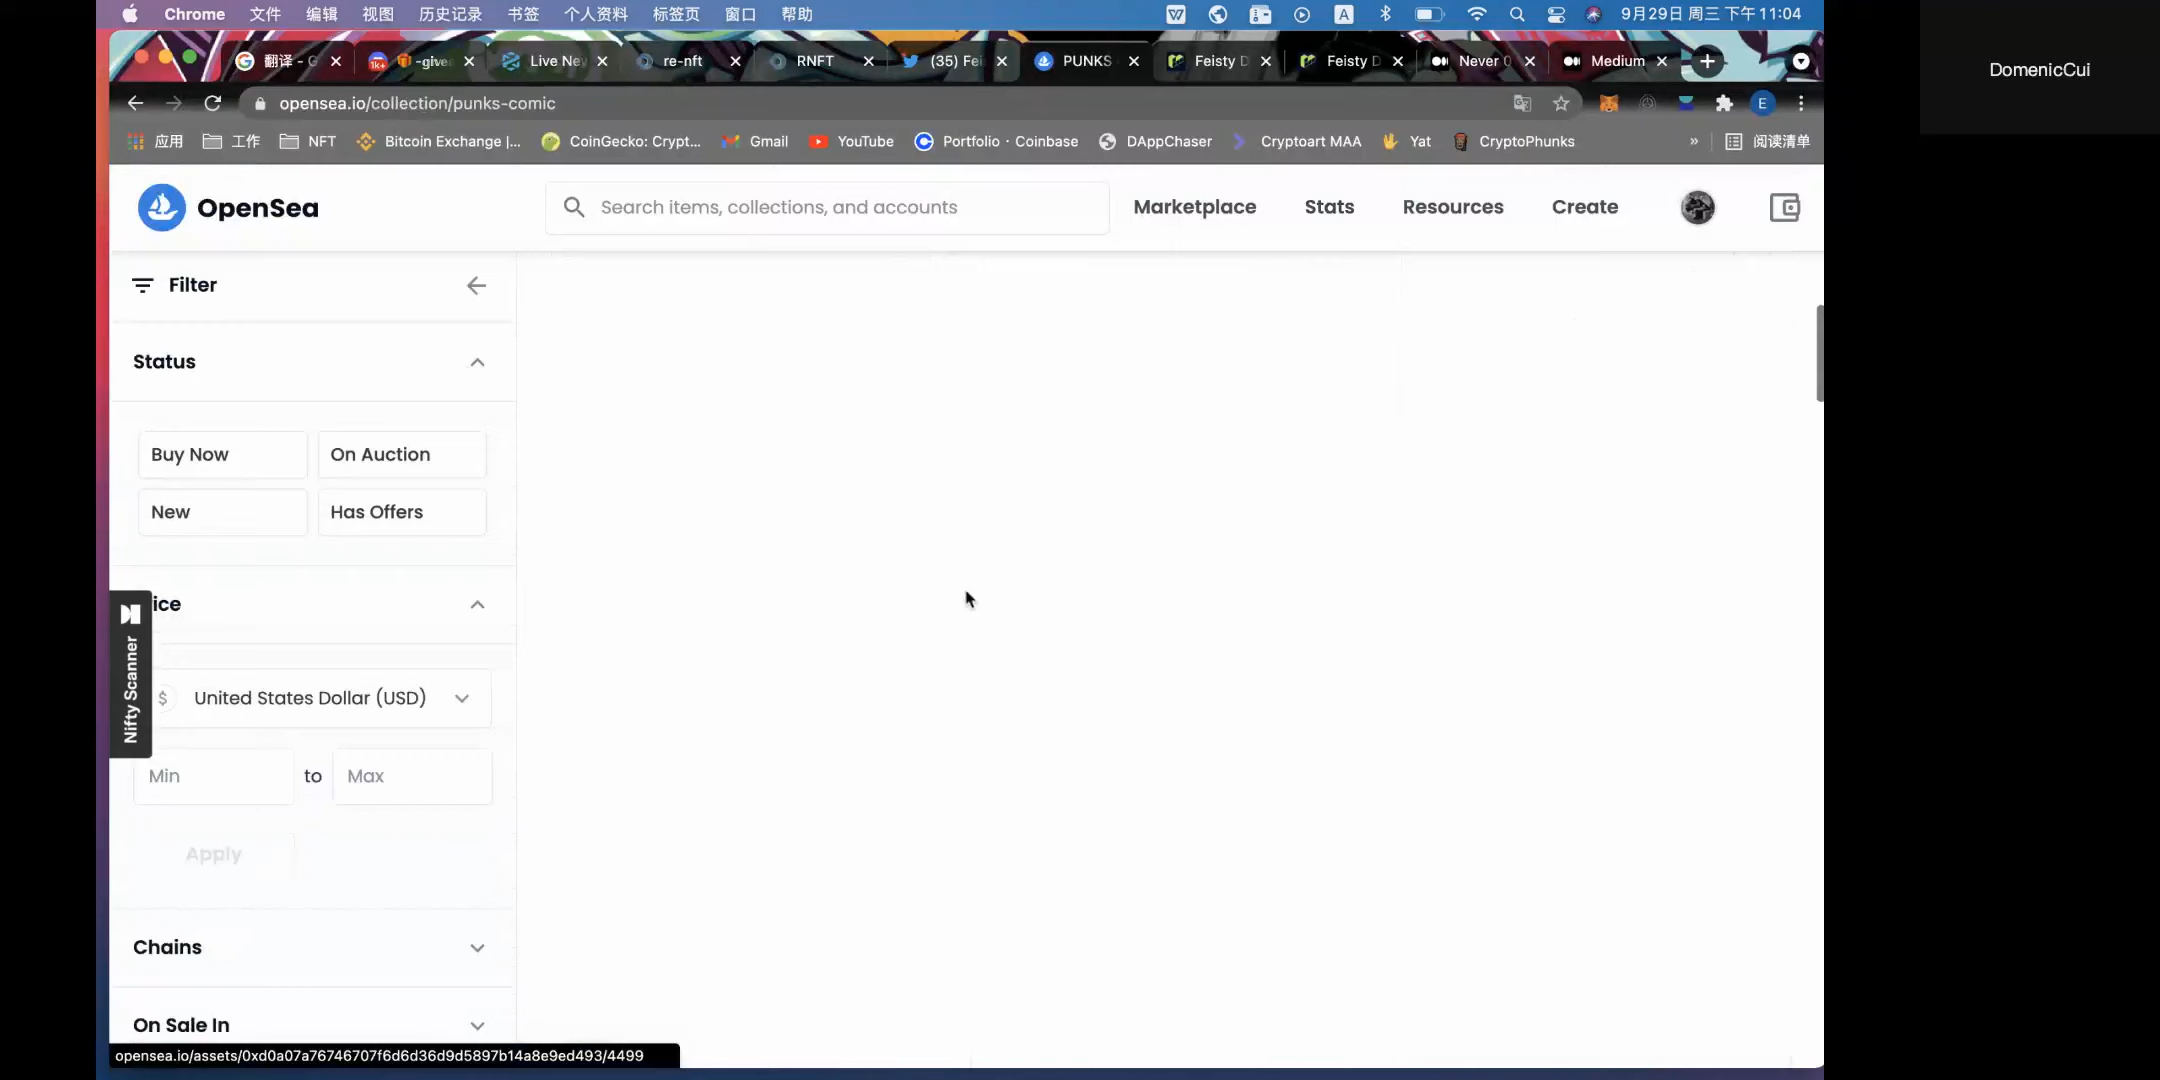 Chrome 文件 编辑 视图 历史记录 书签 个人资料 标签页 窗口 帮助 9月29日 周三 下午11:04
翻译 - G -give Live Ne re-nft RNFT (35) Fei PUNKS Feisty D Feisty D Never Medium
DomenicCui
opensea.io/collection/punks-comic
E
应用 工作 NFT Bitcoin Exchange |... CoinGecko: Crypt... Gmail YouTube Portfolio · Coinbase DAppChaser Cryptoart MAA Yat CryptoPhunks » 阅读清单
OpenSea Search items, collections, and accounts Marketplace Stats Resources Create
Filter
Status
Buy Now On Auction
New Has Offers
ice
Nifty Scanner
$ United States Dollar (USD)
Min to Max
Apply
Chains
On Sale In
opensea.io/assets/0xd0a07a76746707f6d6d36d9d5897b14a8e9ed493/4499